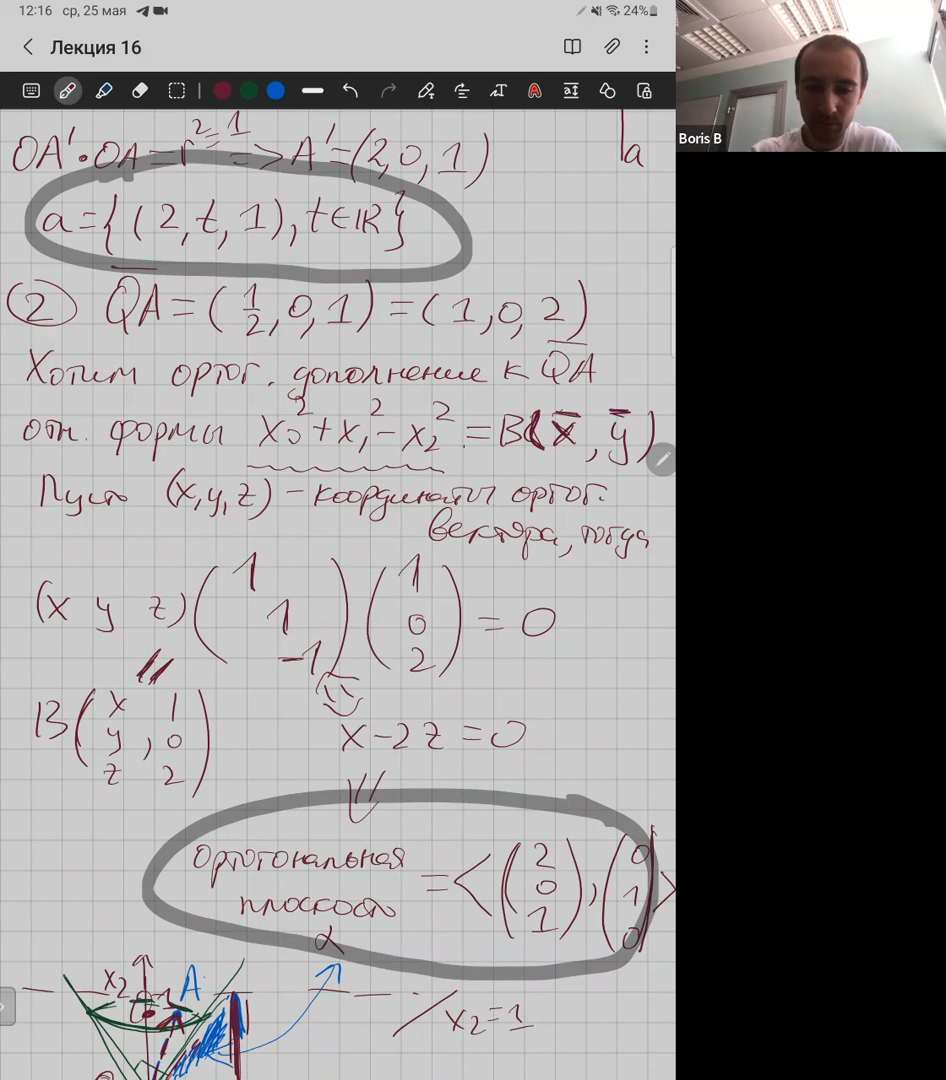 12:16 ср, 25 мая 24%
Лекция 16
Boris B
OA'·OA=r²=1 => A'=(2,0,1)
a
a={(2,t,1), t∈ℝ}
(2) QA=(1/2,0,1)=(1,0,2)
Хотим ортог. дополнение к QA
отн. формы x₀²+x₁²-x₂²=B(x̄,ȳ)
Пусть (x,y,z) - координаты ортог.
вектора, тогда
(x y z) (1 1 -1) (1 0 2) = 0
B (x y z, 1 0 2)
x-2z=0
⇓
Ортогональная плоскость α = <(2 0 1), (0 1 0)>
x₂ 1 A
x₂=1